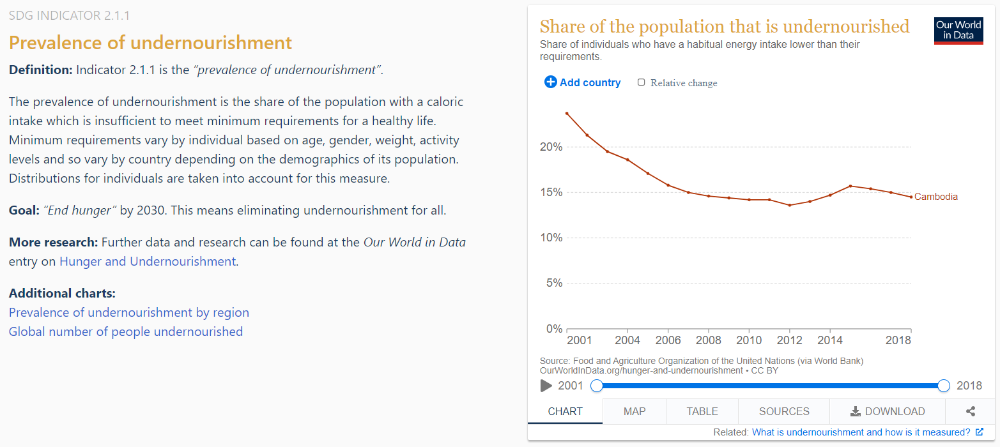 SDG INDICATOR 2.1.1
Prevalence of undernourishment
Definition: Indicator 2.1.1 is the “prevalence of undernourishment”.
The prevalence of undernourishment is the share of the population with a caloric
intake which is insufficient to meet minimum requirements for a healthy life.
Minimum requirements vary by individual based on age, gender, weight, activity
levels and so vary by country depending on the demographics of its population.
Distributions for individuals are taken into account for this measure.
Goal: “End hunger” by 2030. This means eliminating undernourishment for all.
More research: Further data and research can be found at the Our World in Data
entry on Hunger and Undernourishment.
Additional charts:
Prevalence of undernourishment by region
Global number of people undernourished
Share of the population that is undernourished
Our World
in Data
Share of individuals who have a habitual energy intake lower than their
requirements.
Add country
Relative change
20%
15%
10%
5%
0%
Cambodia
2001 2004 2006 2008 2010 2012 2014 2018
Source: Food and Agriculture Organization of the United Nations (via World Bank)
OurWorldInData.org/hunger-and-undernourishment • CC BY
2001 2018
CHART MAP TABLE SOURCES DOWNLOAD
Related: What is undernourishment and how is it measured?